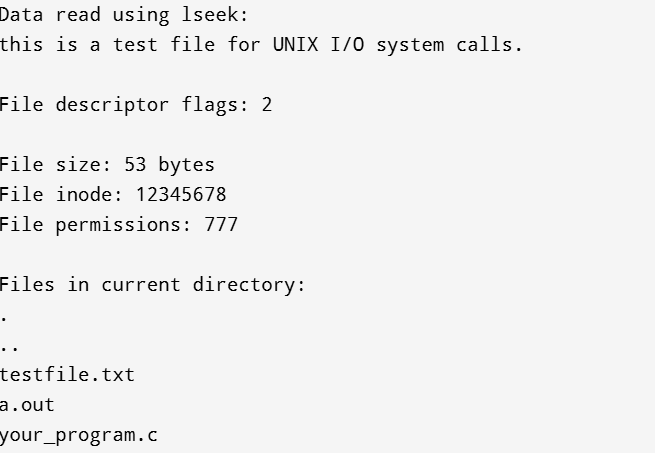 Data read using lseek:
this is a test file for UNIX I/O system calls.
File descriptor flags: 2
File size: 53 bytes
File inode: 12345678
File permissions: 777
Files in current directory:
.
..
testfile.txt
a.out
your_program.c